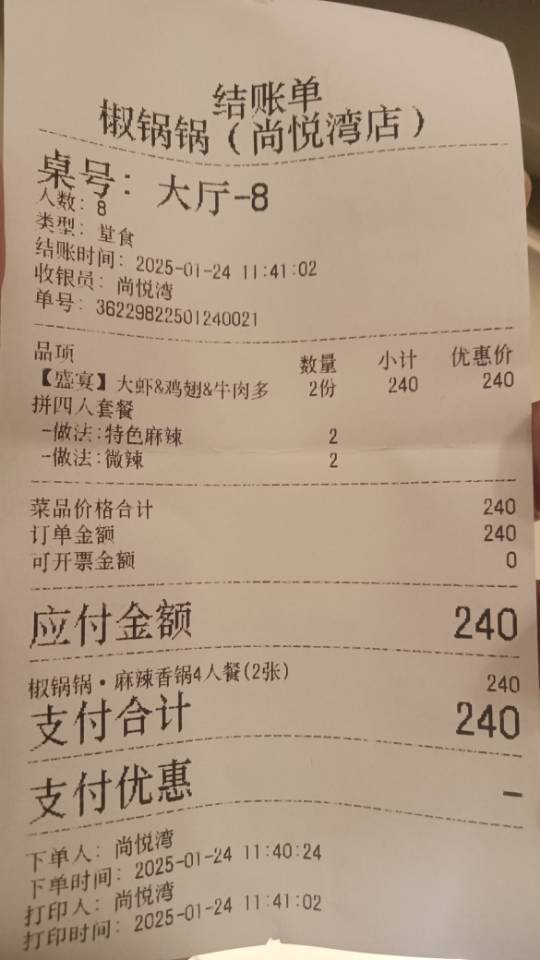 结账单
椒锅锅（尚悦湾店）
桌号：大厅-8
人数：8
类型：堂食
结账时间：2025-01-24 11:41:02
收银员：尚悦湾
单号：36229822501240021
品项 数量 小计 优惠价
【盛宴】大虾&鸡翅&牛肉多 2份 240 240
拼四人套餐
-做法:特色麻辣 2
-做法:微辣 2
菜品价格合计 240
订单金额 240
可开票金额 0
应付金额 240
椒锅锅·麻辣香锅4人餐(2张) 240
支付合计 240
支付优惠 -
下单人：尚悦湾
下单时间：2025-01-24 11:40:24
打印人：尚悦湾
打印时间：2025-01-24 11:41:02